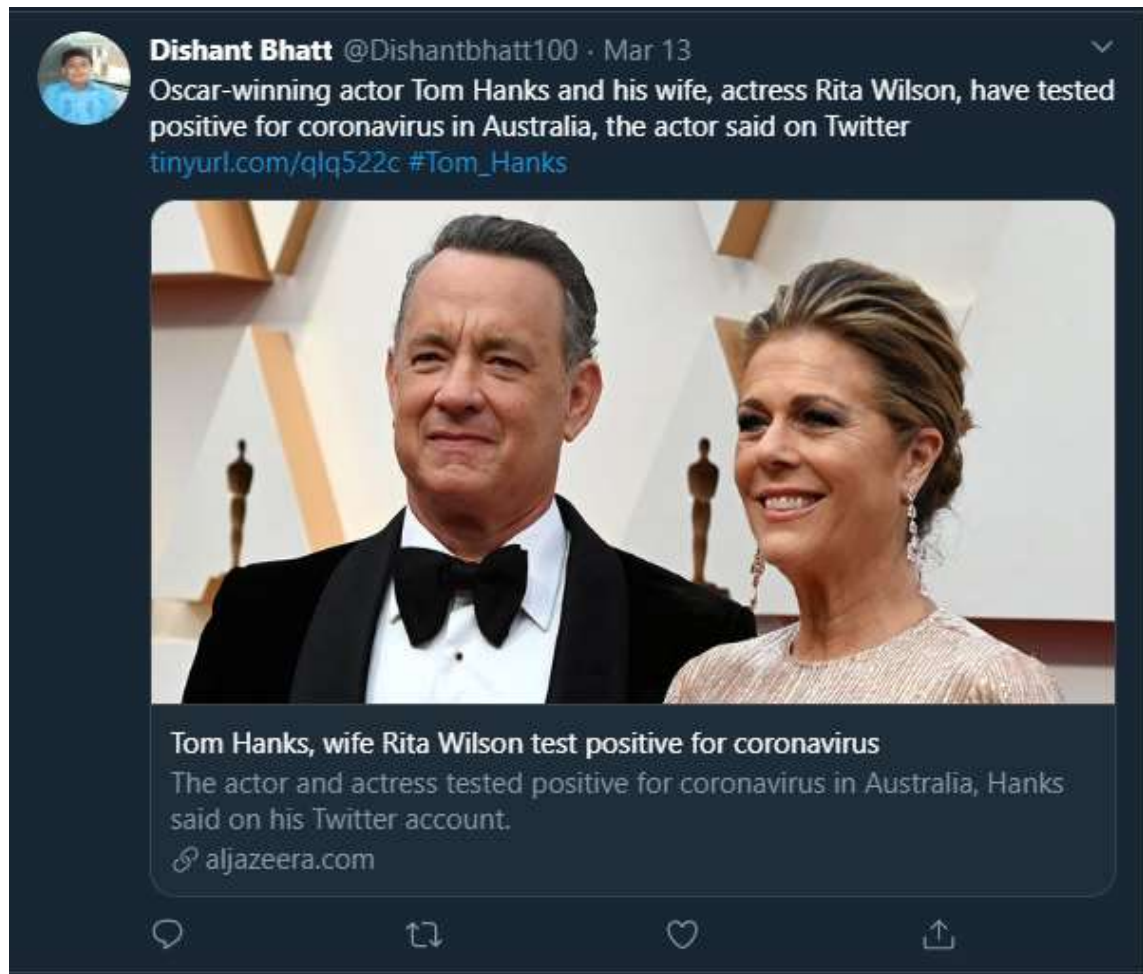 Dishant Bhatt @Dishantbhatt100 · Mar 13
Oscar-winning actor Tom Hanks and his wife, actress Rita Wilson, have tested
positive for coronavirus in Australia, the actor said on Twitter
tinyurl.com/qlq522c #Tom_Hanks
Tom Hanks, wife Rita Wilson test positive for coronavirus
The actor and actress tested positive for coronavirus in Australia, Hanks
said on his Twitter account.
aljazeera.com